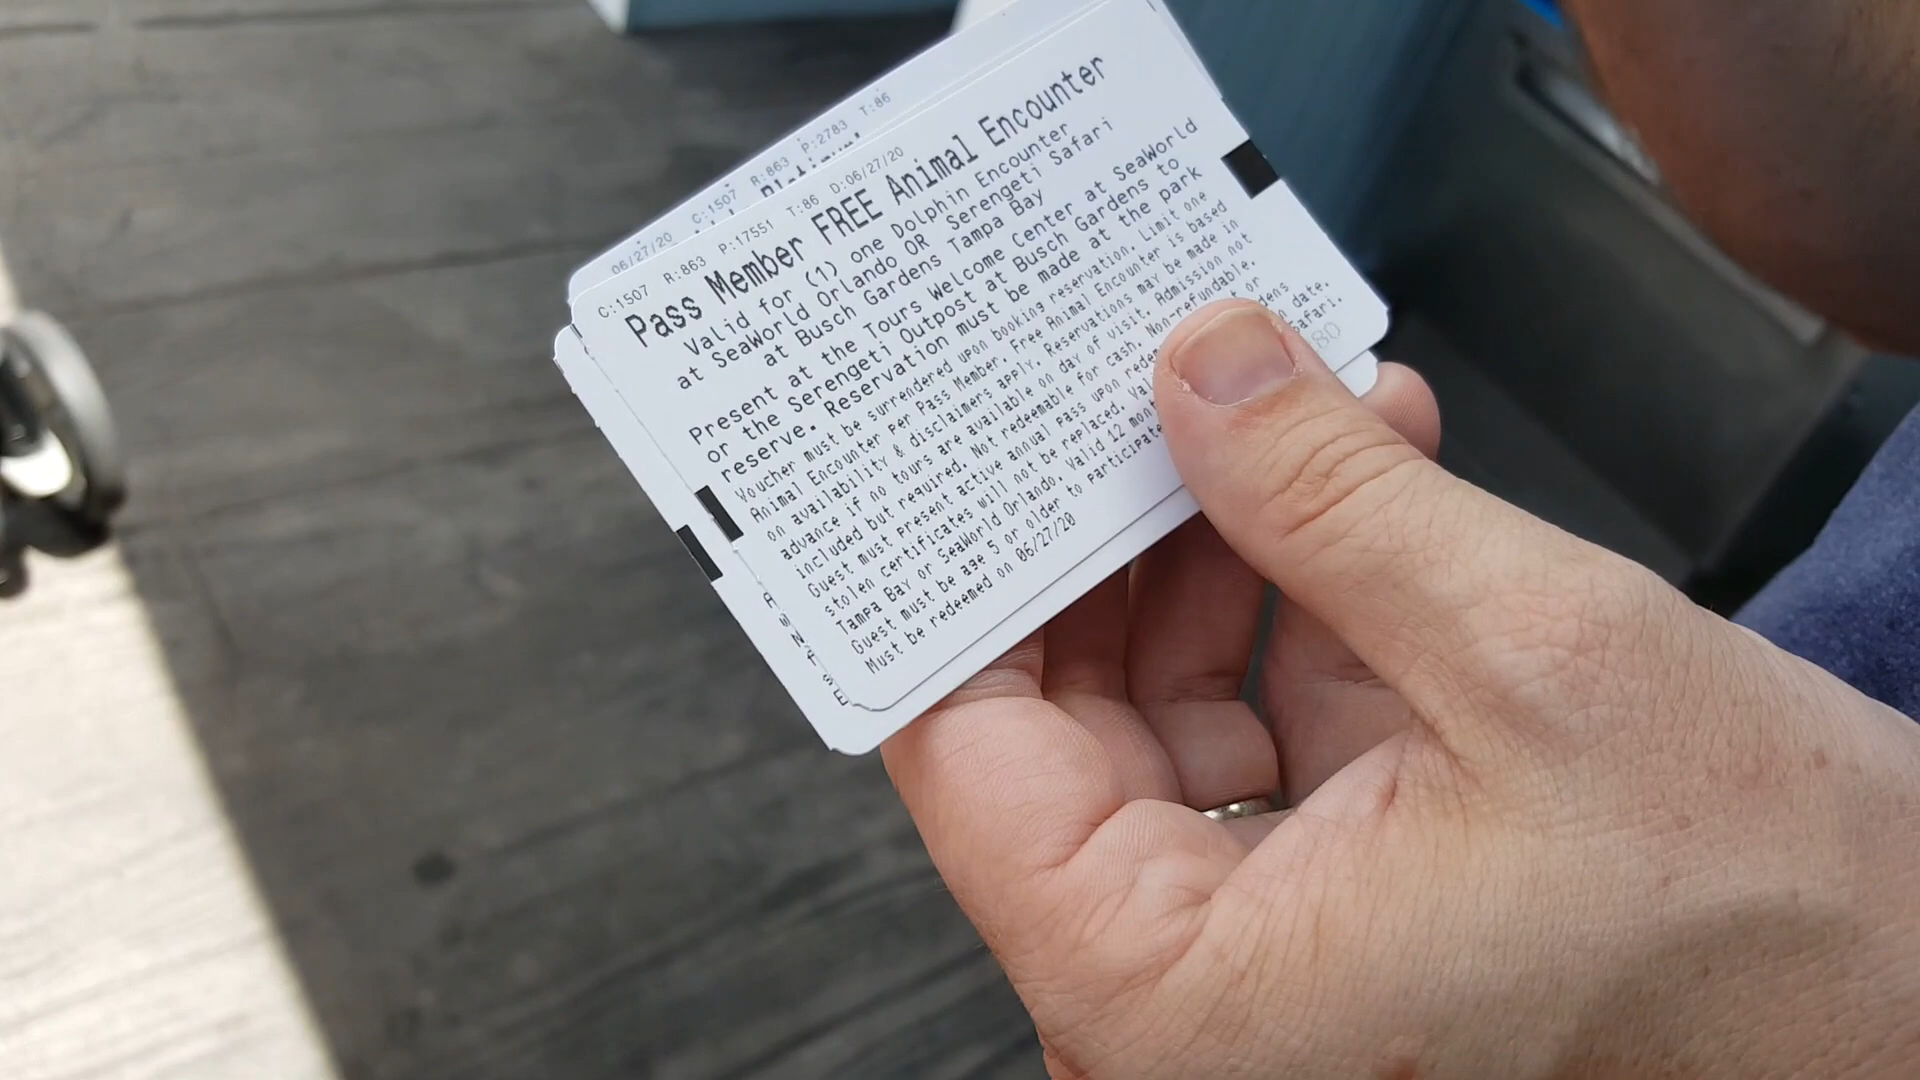 06/27/20 C:1507 R:863 P:2783 T:86
C:1507 R:863 P:17551 T:86 D:06/27/20
Pass Member FREE Animal Encounter
Valid for (1) one Dolphin Encounter
at SeaWorld Orlando OR Serengeti Safari
at Busch Gardens Tampa Bay
Present at the Tours Welcome Center at SeaWorld
or the Serengeti Outpost at Busch Gardens to
reserve. Reservation must be made at the park
Voucher must be surrendered upon booking reservation. Limit one
Animal Encounter per Pass Member. Free Animal Encounter is based
on availability & disclaimers apply. Reservations may be made in
advance if no tours are available on day of visit. Admission not
included but required. Not redeemable for cash. Non-refundable.
Guest must present active annual pass upon or
stolen certificates will not be replaced.
Tampa Bay or SeaWorld Orlando. Valid 12 date.
Guest must be age 5 or older to participate Safari.
Must be redeemed on 06/27/20
80